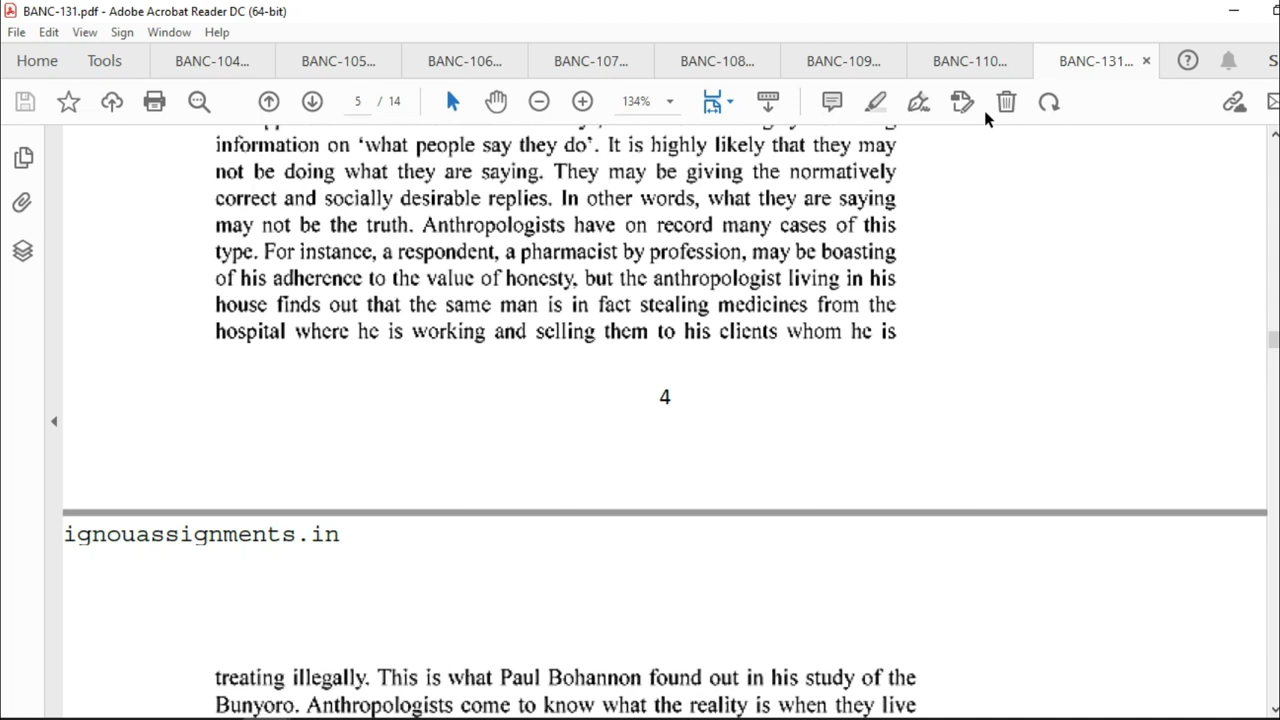 BANC-131.pdf - Adobe Acrobat Reader DC (64-bit)
File Edit View Sign Window Help
Home Tools BANC-104... BANC-105... BANC-106... BANC-107... BANC-108... BANC-109... BANC-110... BANC-131... ×
5 / 14 134%
information on ‘what people say they do’. It is highly likely that they may
not be doing what they are saying. They may be giving the normatively
correct and socially desirable replies. In other words, what they are saying
may not be the truth. Anthropologists have on record many cases of this
type. For instance, a respondent, a pharmacist by profession, may be boasting
of his adherence to the value of honesty, but the anthropologist living in his
house finds out that the same man is in fact stealing medicines from the
hospital where he is working and selling them to his clients whom he is
4
ignouassignments.in
treating illegally. This is what Paul Bohannon found out in his study of the
Bunyoro. Anthropologists come to know what the reality is when they live